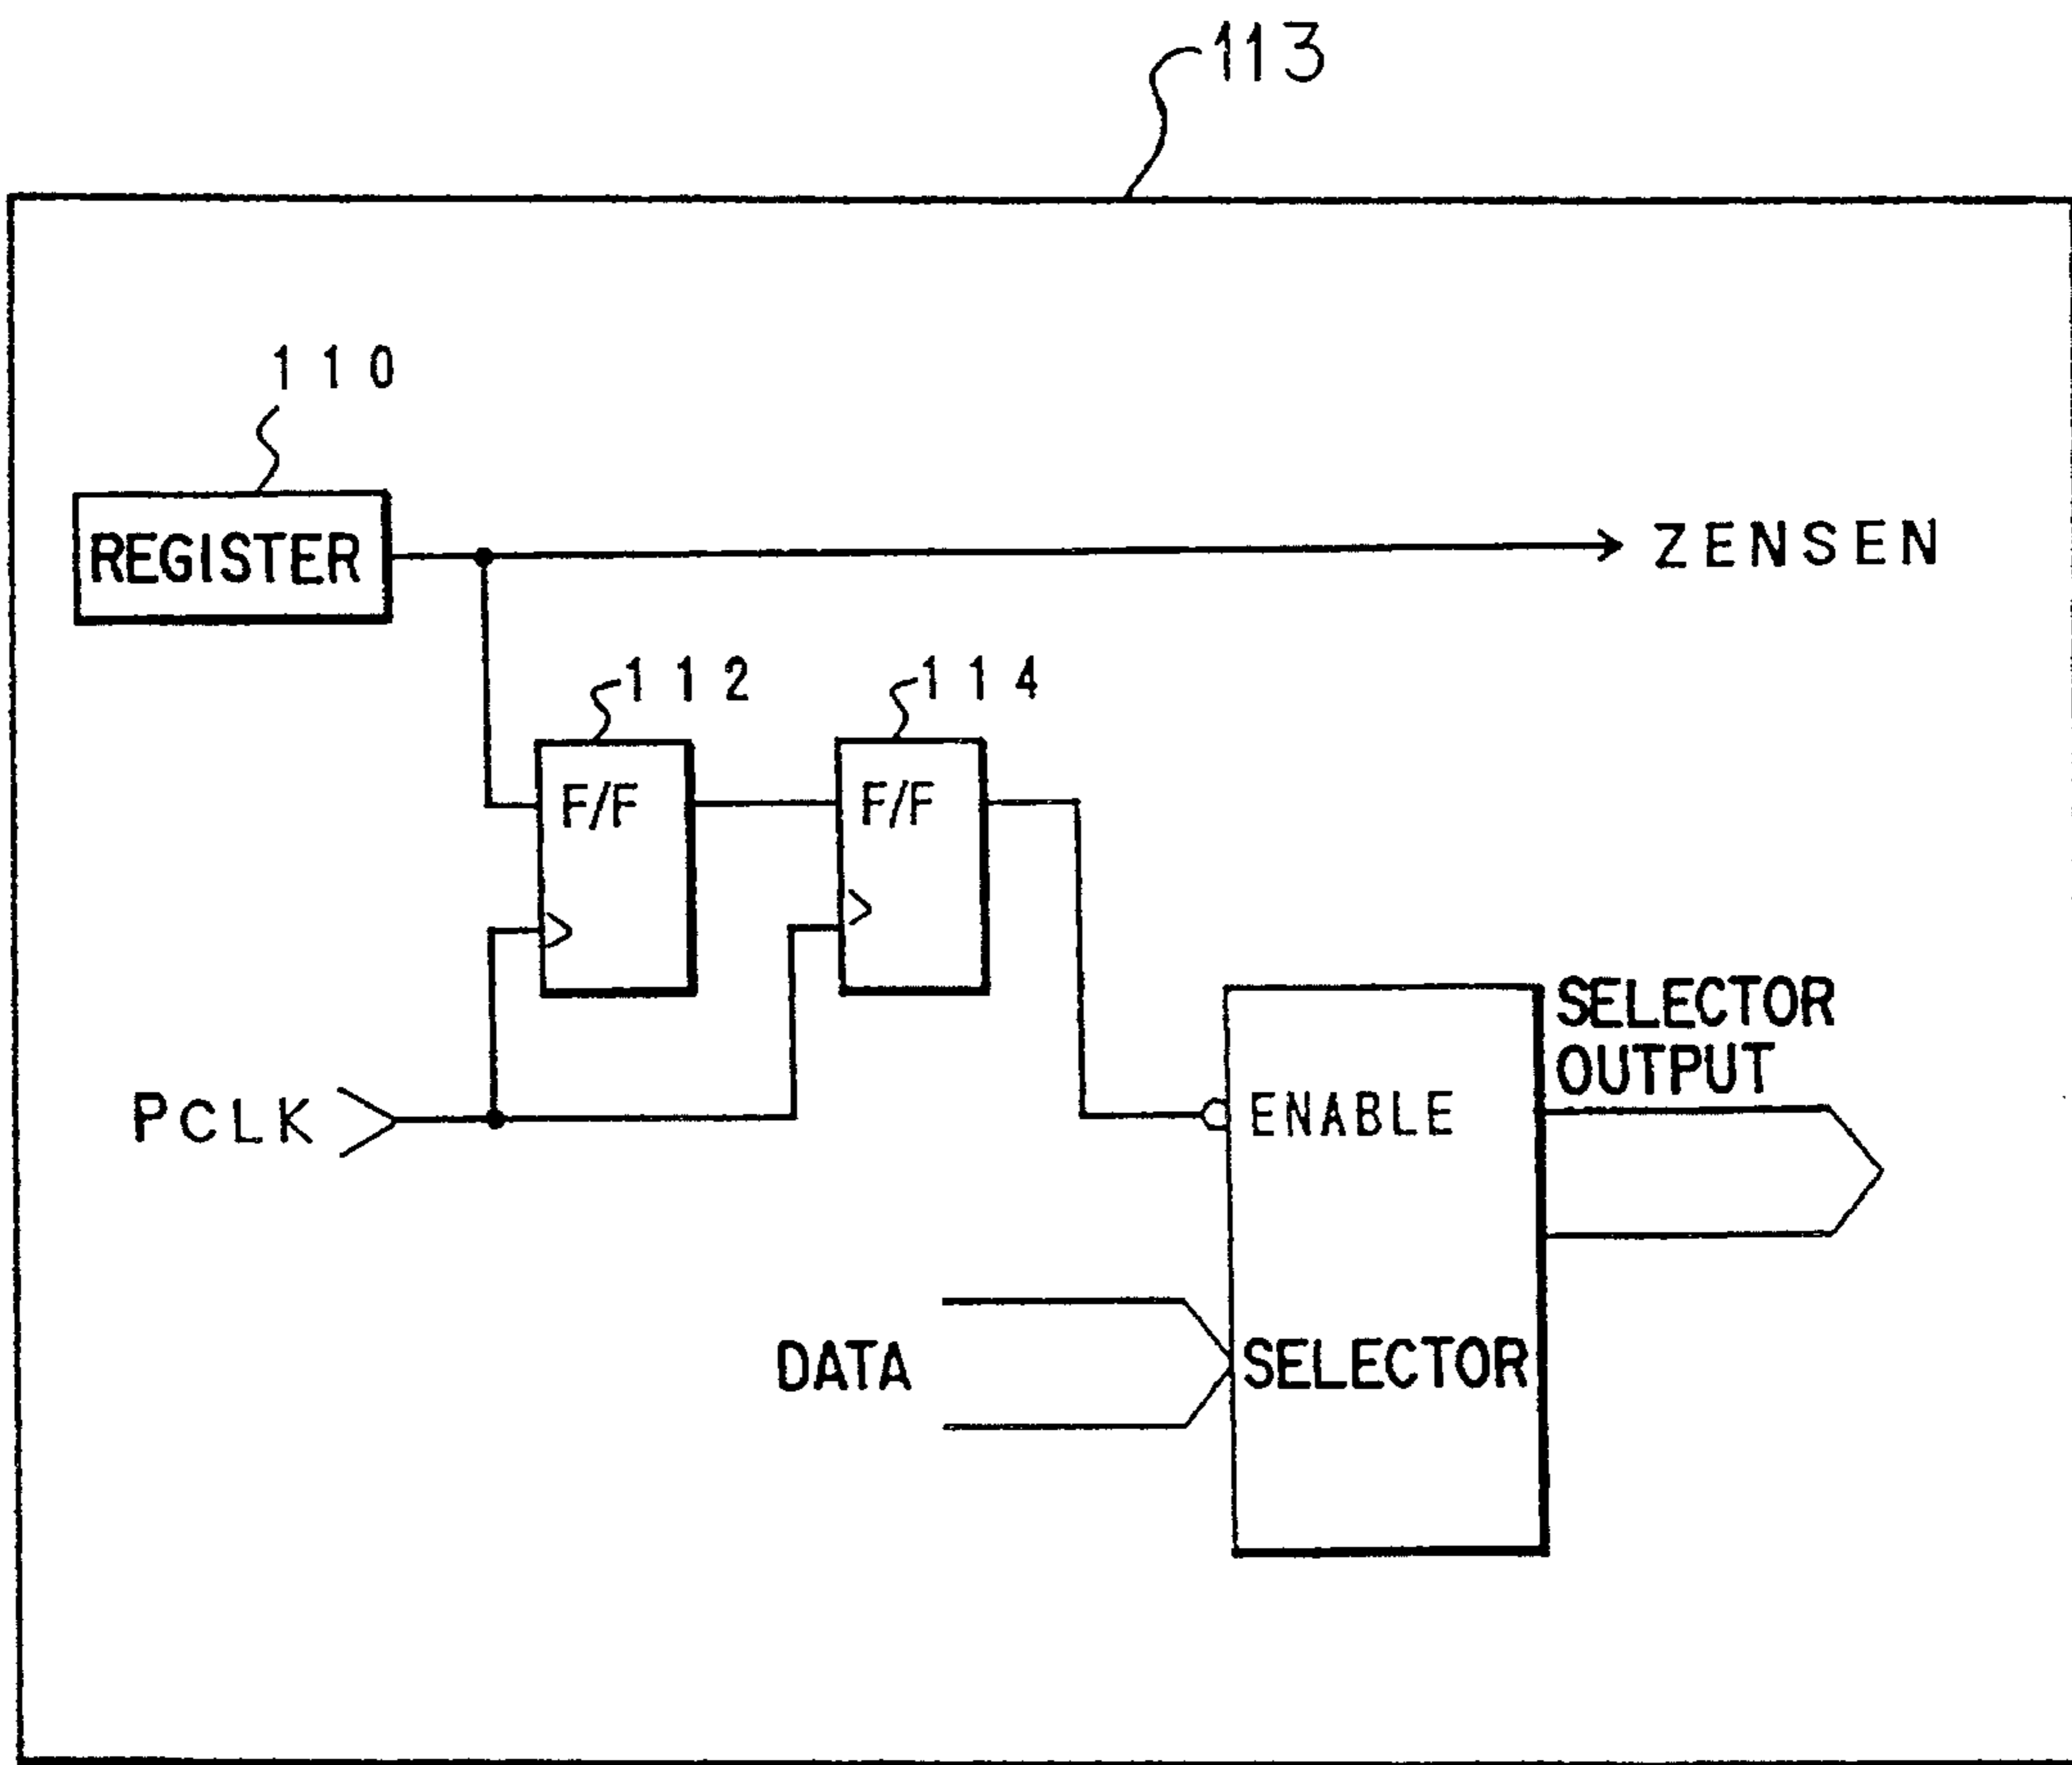 113
110
REGISTER
ZENSEN
112
114
F/F
F/F
SELECTOR
OUTPUT
PCLK
ENABLE
DATA
SELECTOR